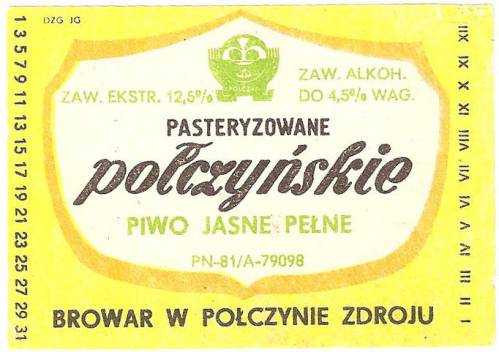 DZG JG
POŁCZYN
ZAW. EKSTR. 12,5% ZAW. ALKOH.
DO 4,5% WAG.
PASTERYZOWANE
połczyńskie
PIWO JASNE PEŁNE
PN-81/A-79098
BROWAR W POŁCZYNIE ZDROJU
1 3 5 7 9 11 13 15 17 19 21 23 25 27 29 31
I II III IV V VI VII VIII IX X XI XII